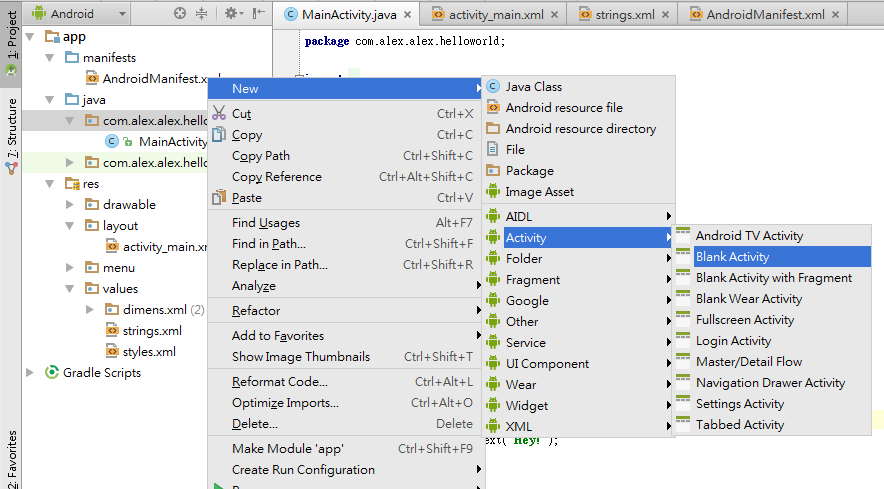 Android
MainActivity.java
activity_main.xml
strings.xml
AndroidManifest.xml
1: Project
7: Structure
2: Favorites
app
manifests
AndroidManifest.xml
java
com.alex.alex.hello
MainActivity
com.alex.alex.hello
res
drawable
layout
activity_main.xm
menu
values
dimens.xml (2)
strings.xml
styles.xml
Gradle Scripts
package com.alex.alex.helloworld;
ext("Hey!");
New
Cut Ctrl+X
Copy Ctrl+C
Copy Path Ctrl+Shift+C
Copy Reference Ctrl+Alt+Shift+C
Paste Ctrl+V
Find Usages Alt+F7
Find in Path... Ctrl+Shift+F
Replace in Path... Ctrl+Shift+R
Analyze
Refactor
Add to Favorites
Show Image Thumbnails Ctrl+Shift+T
Reformat Code... Ctrl+Alt+L
Optimize Imports... Ctrl+Alt+O
Delete... Delete
Make Module 'app' Ctrl+Shift+F9
Create Run Configuration
Java Class
Android resource file
Android resource directory
File
Package
Image Asset
AIDL
Activity
Folder
Fragment
Google
Other
Service
UI Component
Wear
Widget
XML
Android TV Activity
Blank Activity
Blank Activity with Fragment
Blank Wear Activity
Fullscreen Activity
Login Activity
Master/Detail Flow
Navigation Drawer Activity
Settings Activity
Tabbed Activity